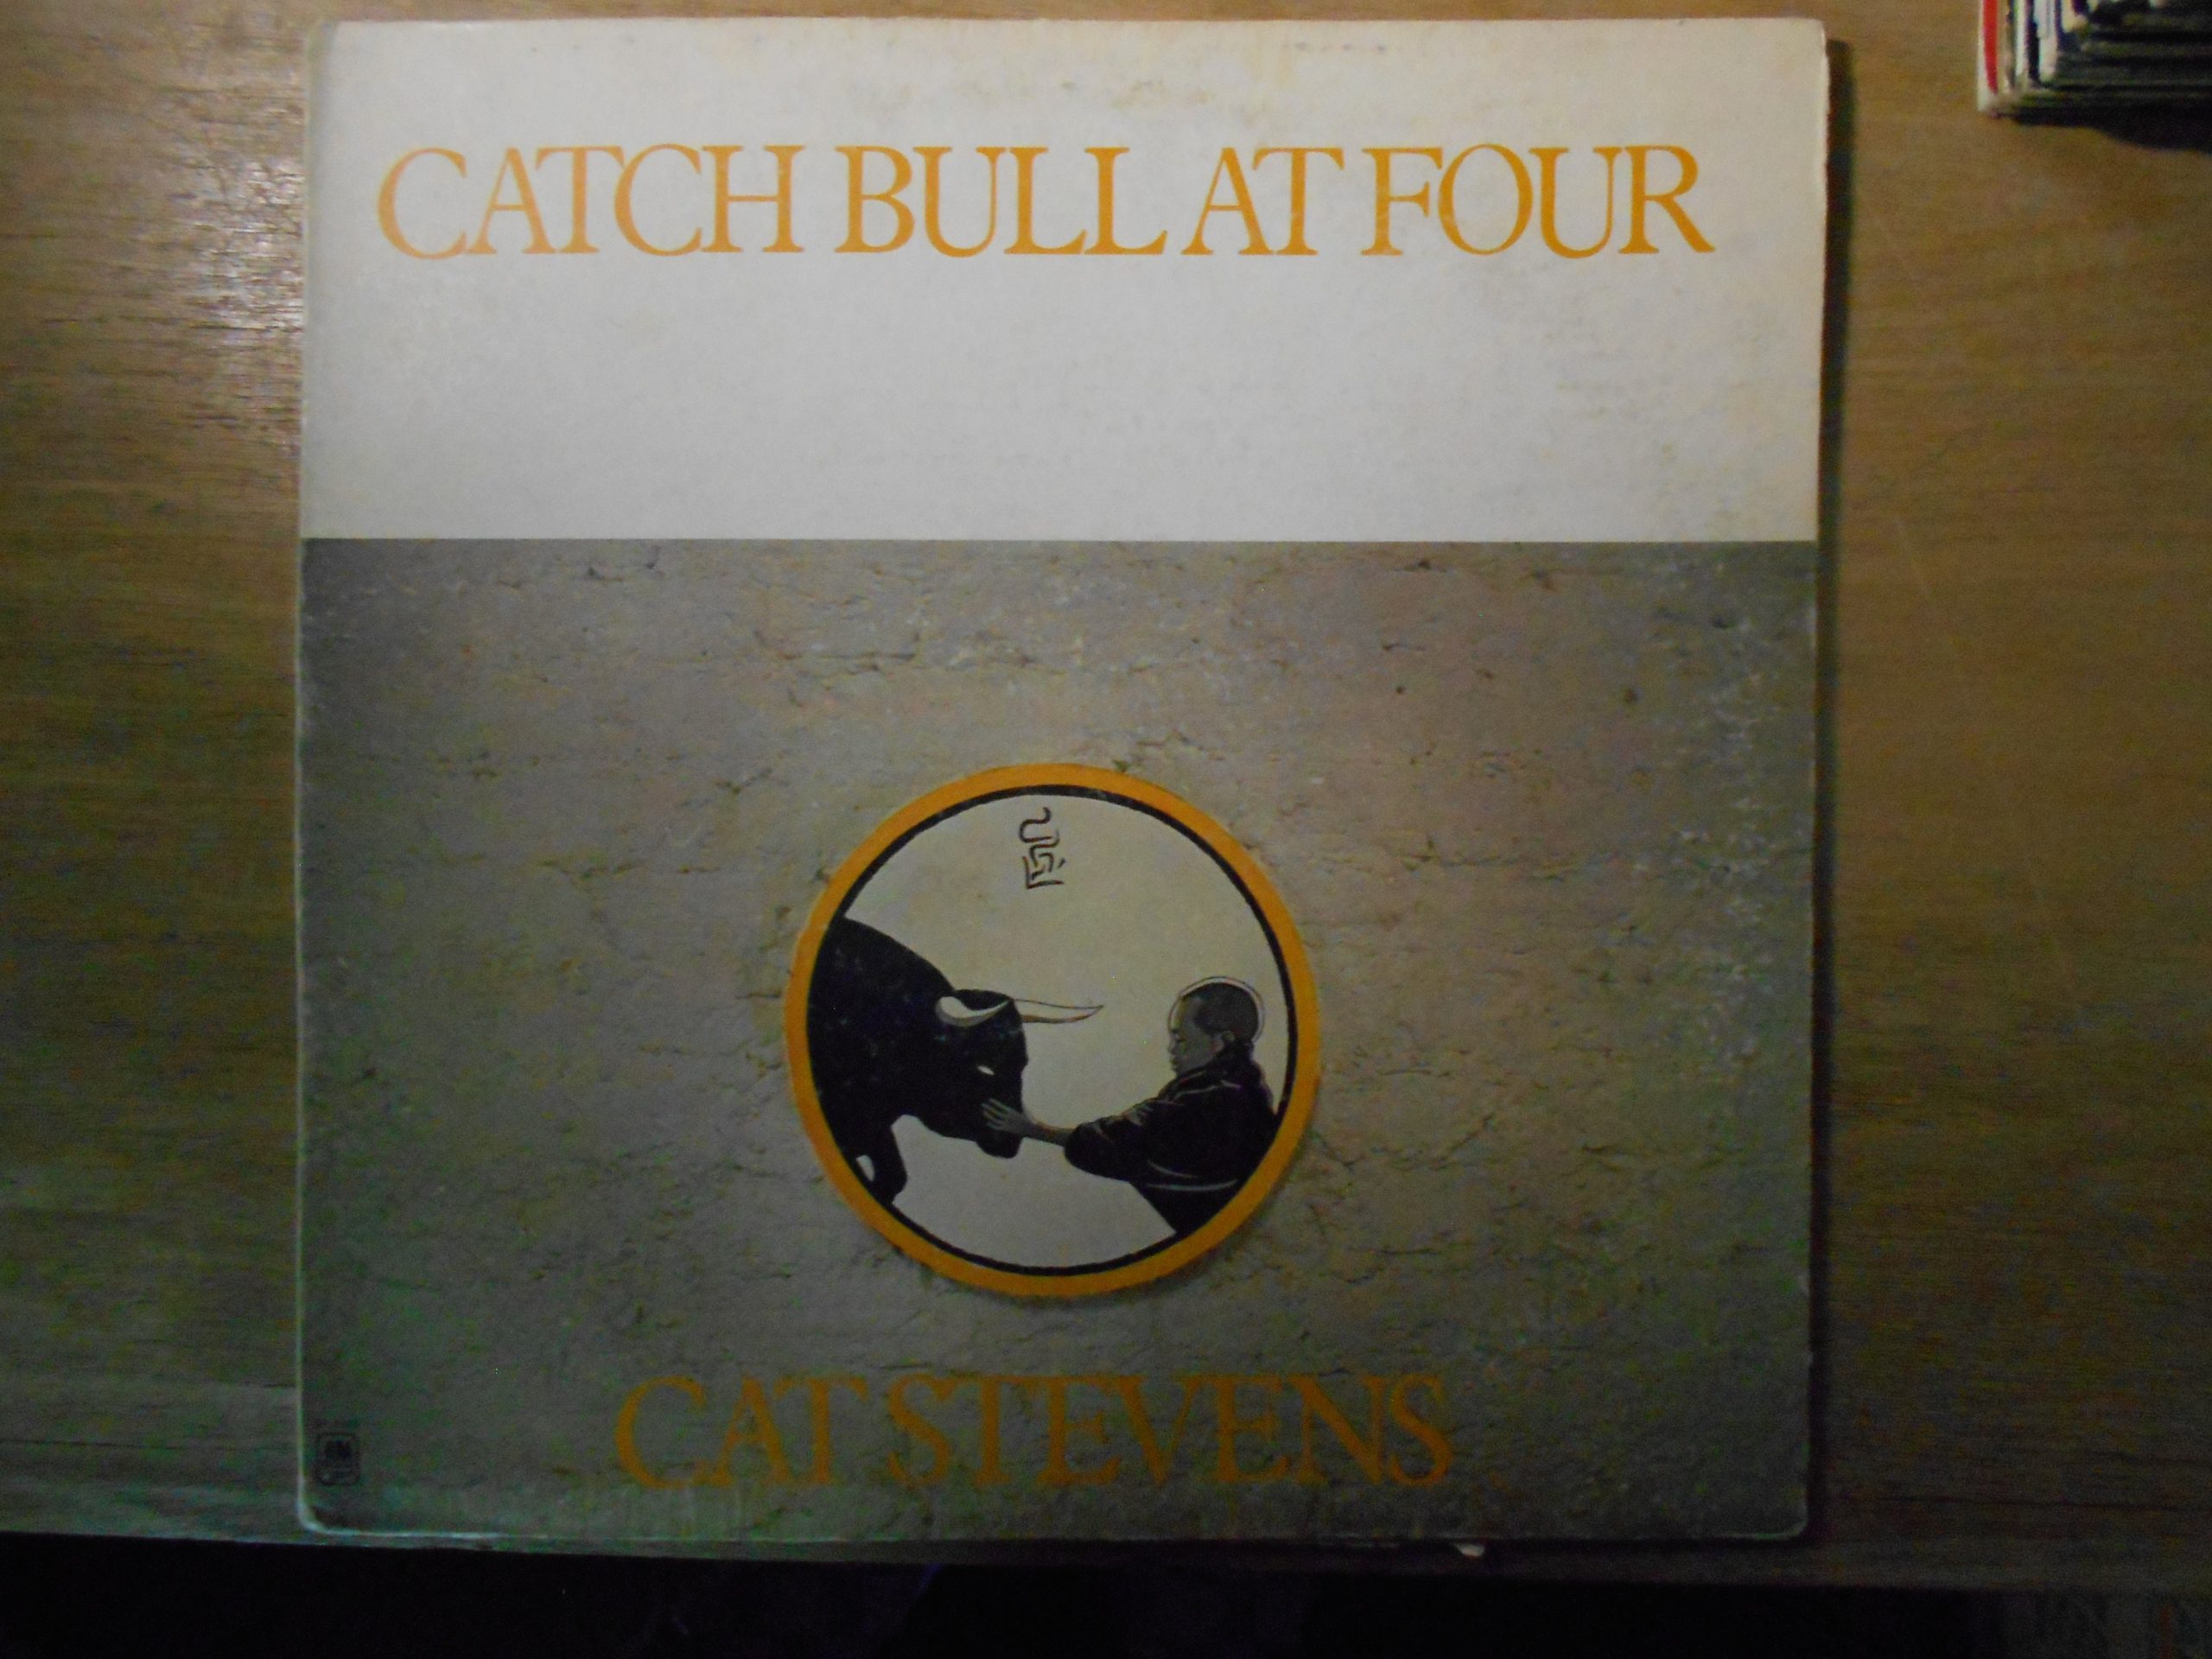 CATCH BULL AT FOUR
CAT STEVENS